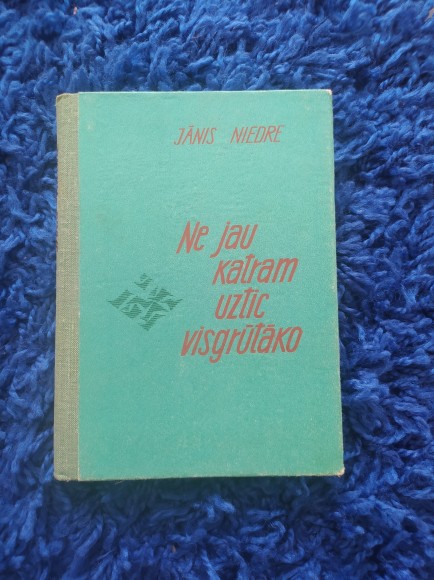 JĀNIS NIEDRE
Ne jau
katram
uztic
visgrūtāko